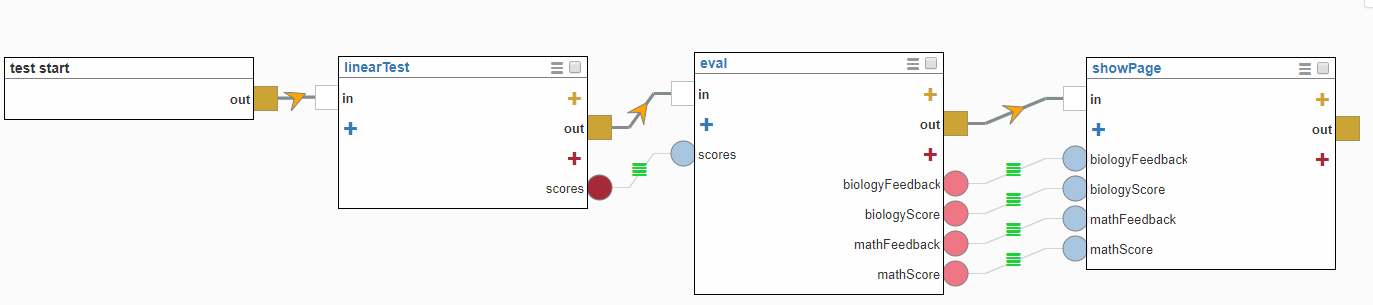 test start
out
linearTest
in
out
scores
eval
in
out
scores
biologyFeedback
biologyScore
mathFeedback
mathScore
showPage
in
out
biologyFeedback
biologyScore
mathFeedback
mathScore